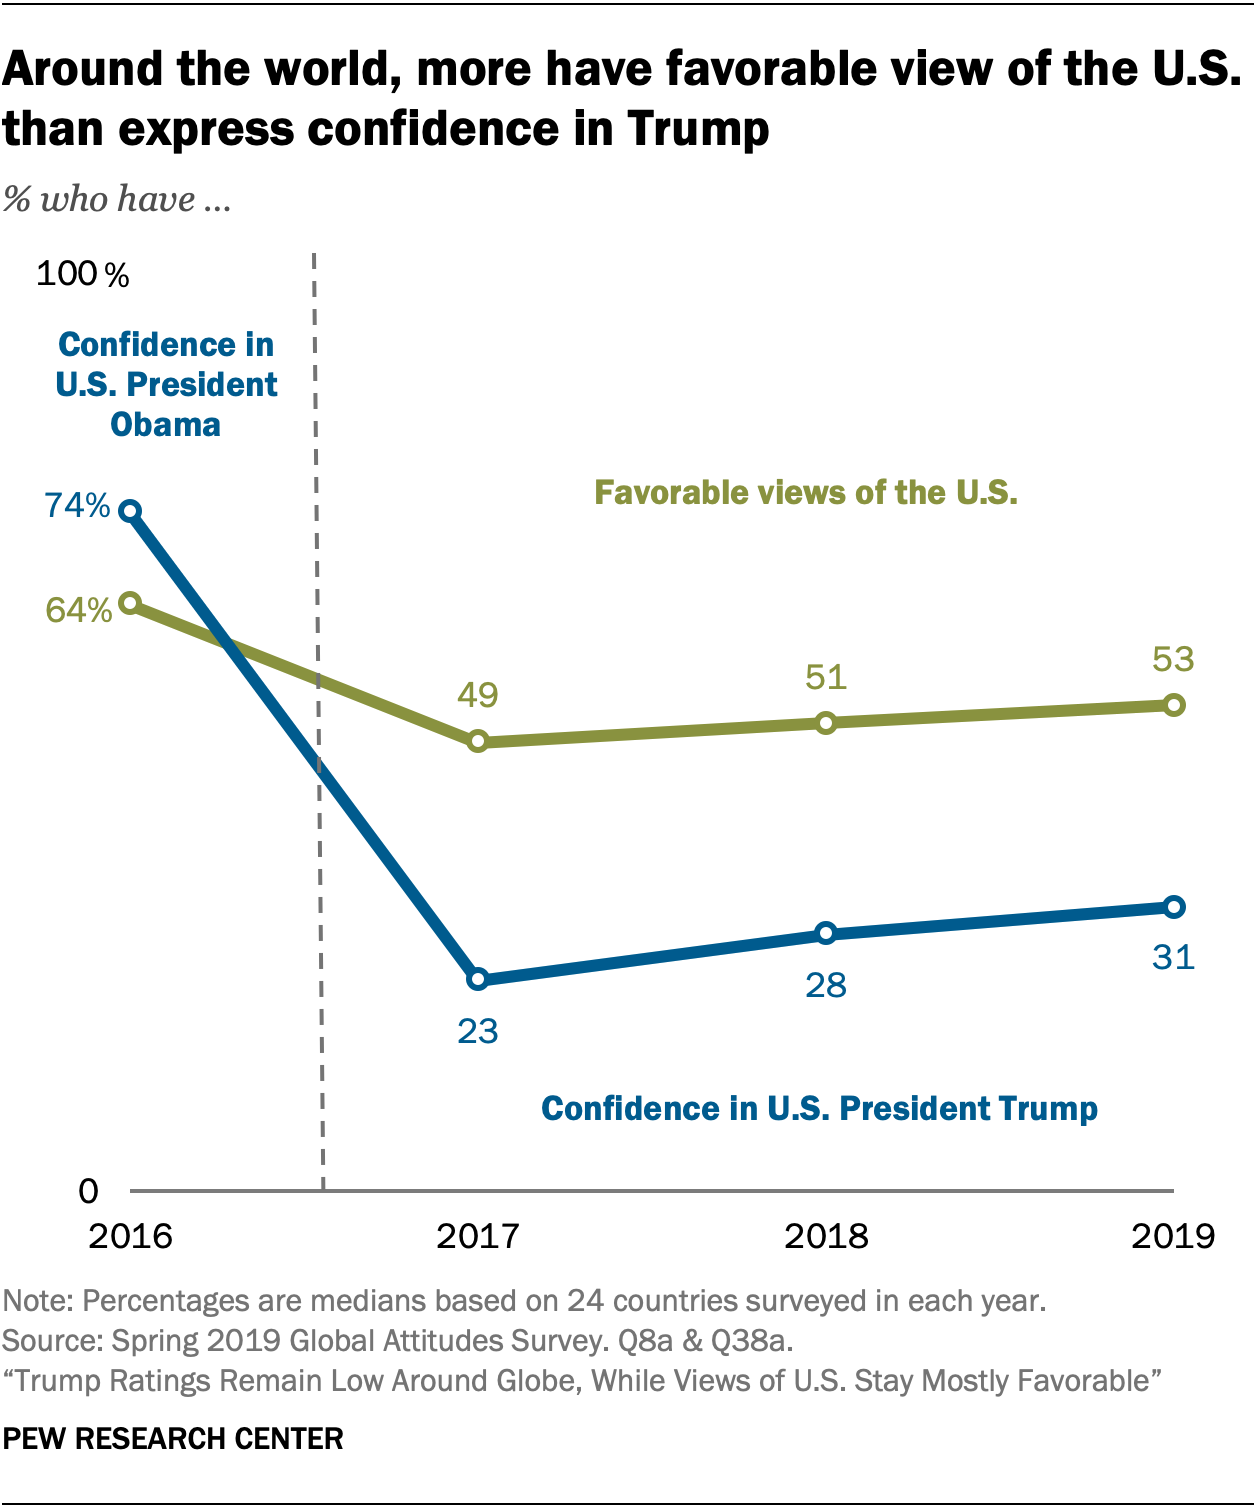 Around the world, more have favorable view of the U.S.
than express confidence in Trump
% who have ...
100 %
Confidence in
U.S. President
Obama
Favorable views of the U.S.
74%
64%
49
51
53
23
28
31
Confidence in U.S. President Trump
0
2016 2017 2018 2019
Note: Percentages are medians based on 24 countries surveyed in each year.
Source: Spring 2019 Global Attitudes Survey. Q8a & Q38a.
“Trump Ratings Remain Low Around Globe, While Views of U.S. Stay Mostly Favorable”
PEW RESEARCH CENTER